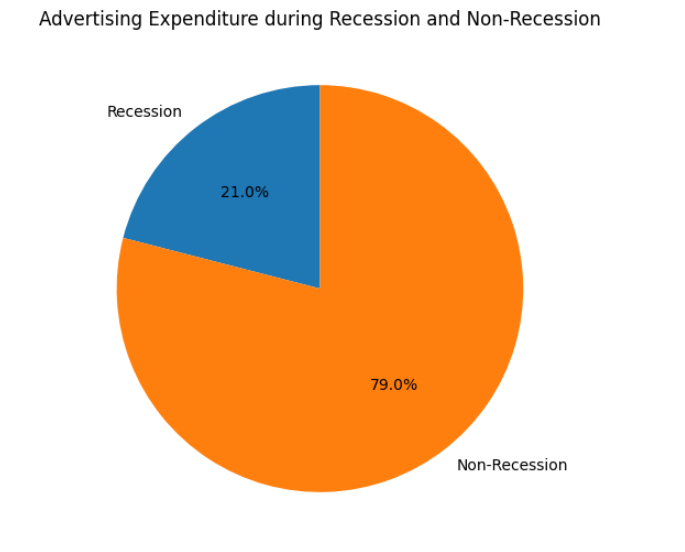 Advertising Expenditure during Recession and Non-Recession
Recession
21.0%
79.0%
Non-Recession